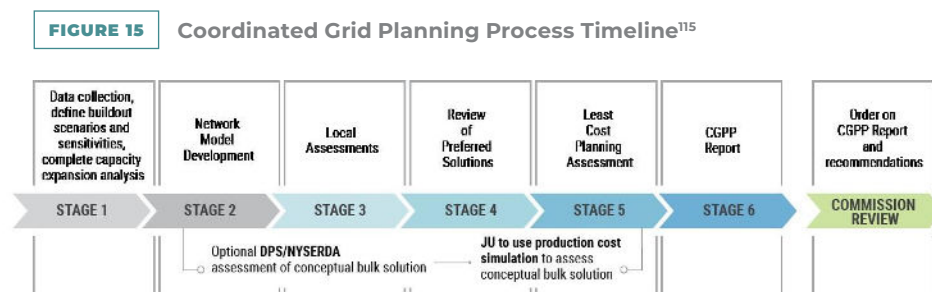 FIGURE 15
Coordinated Grid Planning Process Timeline115
Data collection,
define buildout
scenarios and
sensitivities,
complete capacity
expansion analysis
Network
Model
Development
Local
Assessments
Review
of
Preferred
Solutions
Least
Cost
Planning
Assessment
CGPP
Report
Order on
CGPP Report
and
recommendations
STAGE 1
STAGE 2
STAGE 3
STAGE 4
STAGE 5
STAGE 6
COMMISSION
REVIEW
Optional DPS/NYSERDA
assessment of conceptual bulk solution
JU to use production cost
simulation to assess
conceptual bulk solution